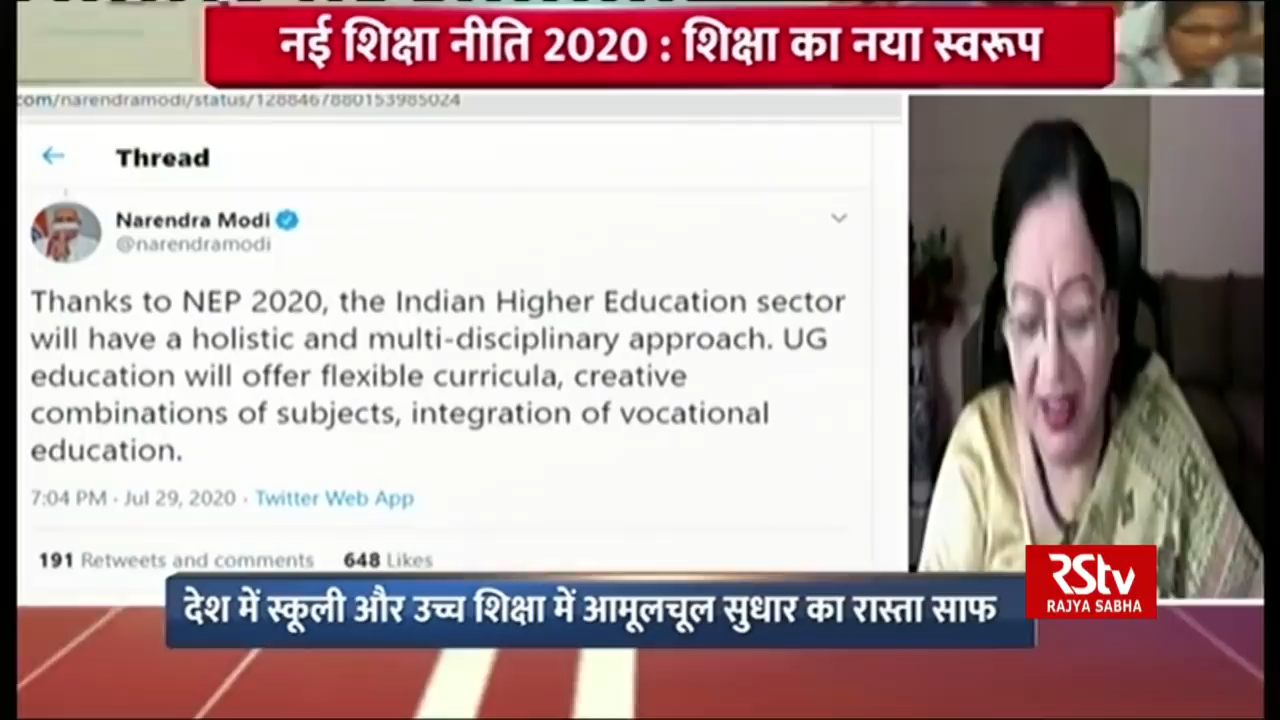 नई शिक्षा नीति 2020 : शिक्षा का नया स्वरूप
com/narendramodi/status/1288467880153985024
Thread
Narendra Modi
@narendramodi
Thanks to NEP 2020, the Indian Higher Education sector
will have a holistic and multi-disciplinary approach. UG
education will offer flexible curricula, creative
combinations of subjects, integration of vocational
education.
7:04 PM · Jul 29, 2020 · Twitter Web App
191 Retweets and comments 648 Likes
देश में स्कूली और उच्च शिक्षा में आमूलचूल सुधार का रास्ता साफ
RStv
RAJYA SABHA